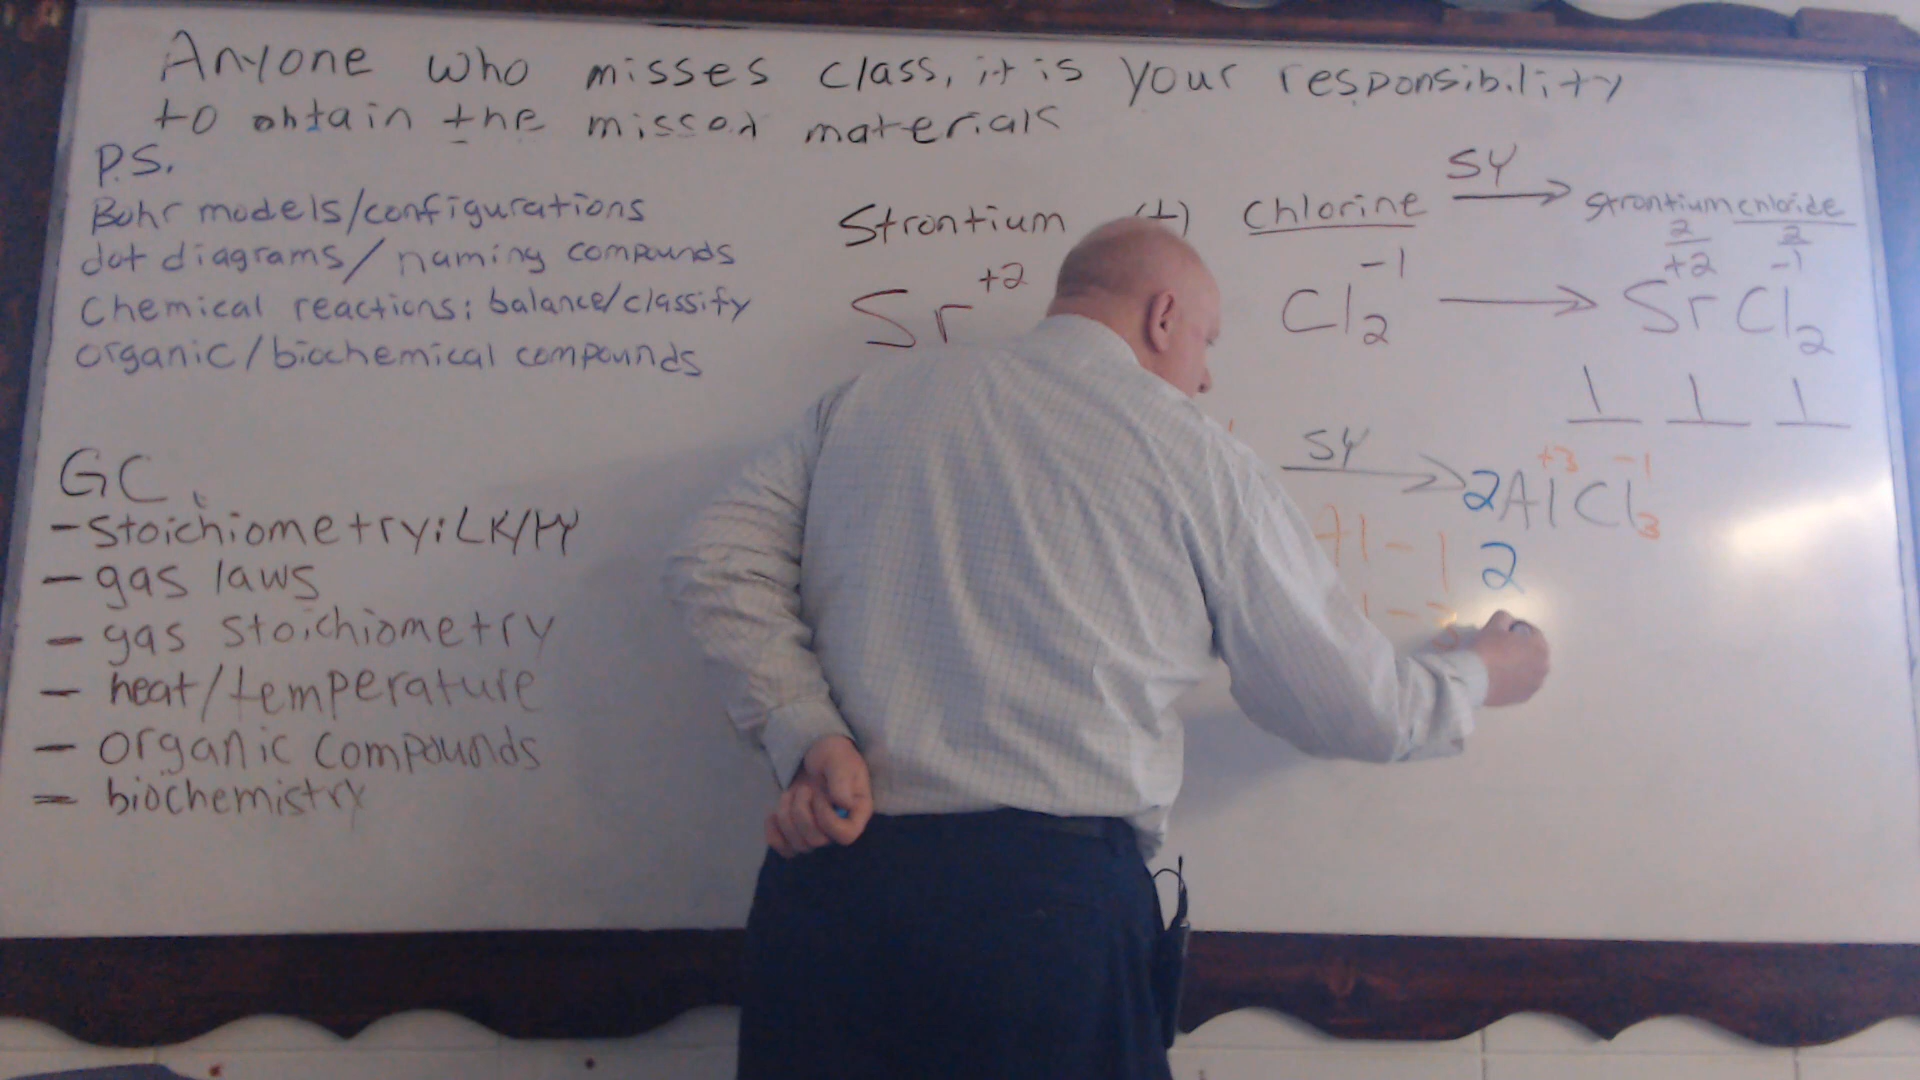 Anyone who misses class, it is your responsibility
to obtain the missed materials
P.S.
Bohr models/configurations
dot diagrams/naming compounds
Chemical reactions: balance/classify
organic/biochemical compounds
GC
-Stoichiometry:
- gas laws
- gas stoichiometry
- heat/temperature
- organic compounds
= biochemistry
SY
Strontium (+) Chlorine → Strontium chloride
2 2
+2 -1 +2 -1
Sr Cl2 → SrCl2
1 1 1
SY
+3 -1
→ 2AlCl3
+1 - 1 2